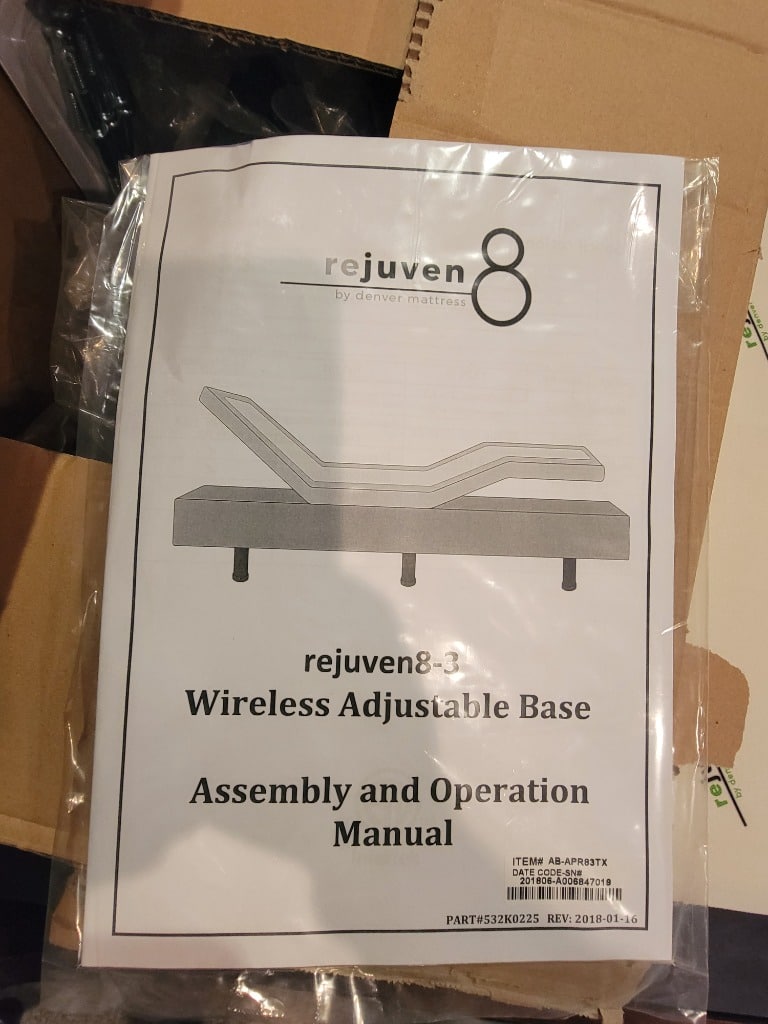 rejuven8
by denver mattress
rejuven8-3
Wireless Adjustable Base
Assembly and Operation
Manual
ITEM# AB-APR83TX
DATE CODE-SN#
201806-A006847019
PART#532K0225 REV: 2018-01-16